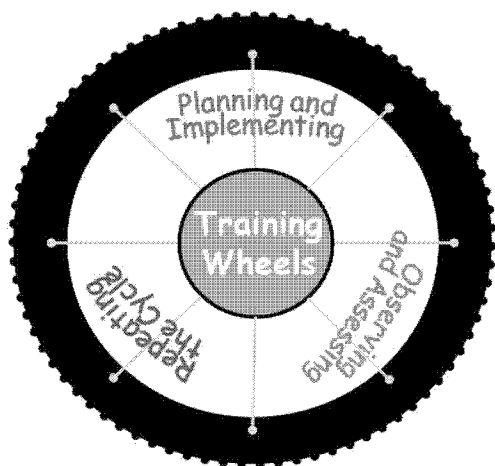 Planning and
Implementing
Training
Wheels
Observing
and Assessing
Repeating
the Cycle